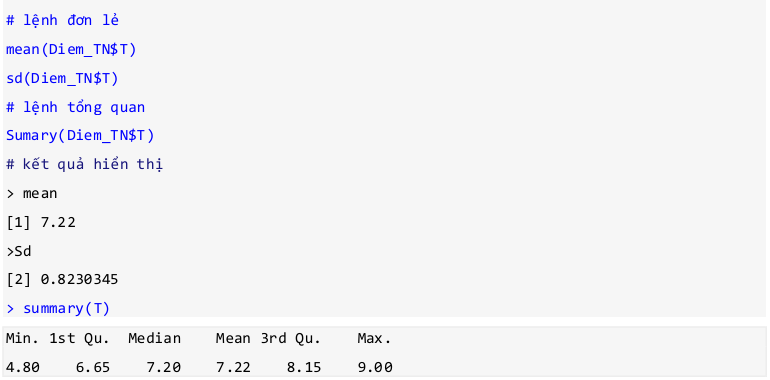 # lệnh đơn lẻ
mean(Diem_TN$T)
sd(Diem_TN$T)
# lệnh tổng quan
Sumary(Diem_TN$T)
# kết quả hiển thị
> mean
[1] 7.22
>Sd
[2] 0.8230345
> summary(T)
Min. 1st Qu. Median Mean 3rd Qu. Max.
4.80 6.65 7.20 7.22 8.15 9.00